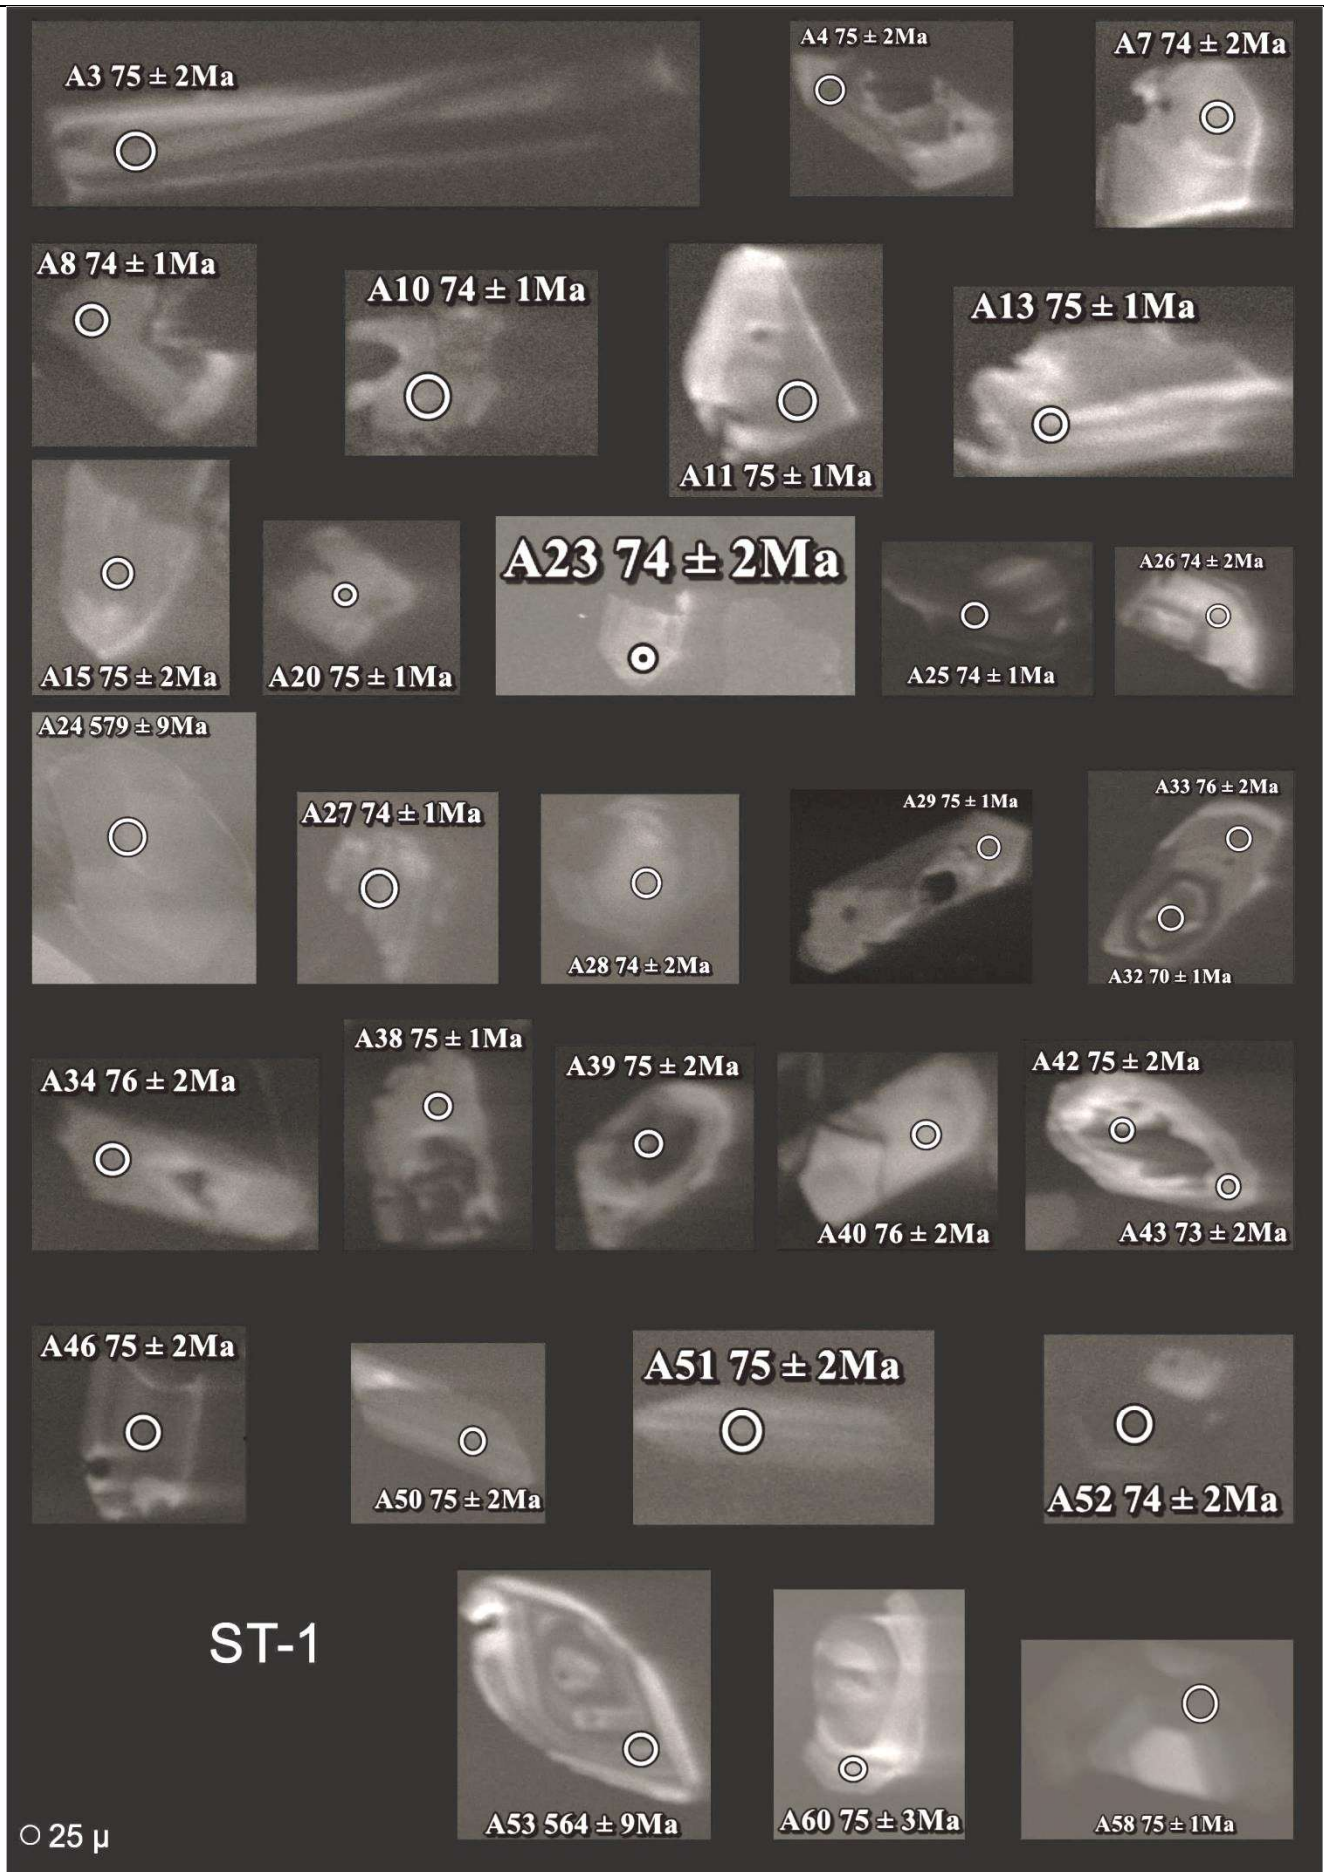 A3 75 ± 2Ma
A4 75 ± 2Ma
A7 74 ± 2Ma
A8 74 ± 1Ma
A10 74 ± 1Ma
A11 75 ± 1Ma
A13 75 ± 1Ma
A15 75 ± 2Ma
A20 75 ± 1Ma
A23 74 ± 2Ma
A25 74 ± 1Ma
A26 74 ± 2Ma
A24 579 ± 9Ma
A27 74 ± 1Ma
A28 74 ± 2Ma
A29 75 ± 1Ma
A33 76 ± 2Ma
A32 70 ± 1Ma
A34 76 ± 2Ma
A38 75 ± 1Ma
A39 75 ± 2Ma
A40 76 ± 2Ma
A42 75 ± 2Ma
A43 73 ± 2Ma
A46 75 ± 2Ma
A50 75 ± 2Ma
A51 75 ± 2Ma
A52 74 ± 2Ma
ST-1
A53 564 ± 9Ma
A60 75 ± 3Ma
A58 75 ± 1Ma
25 µ